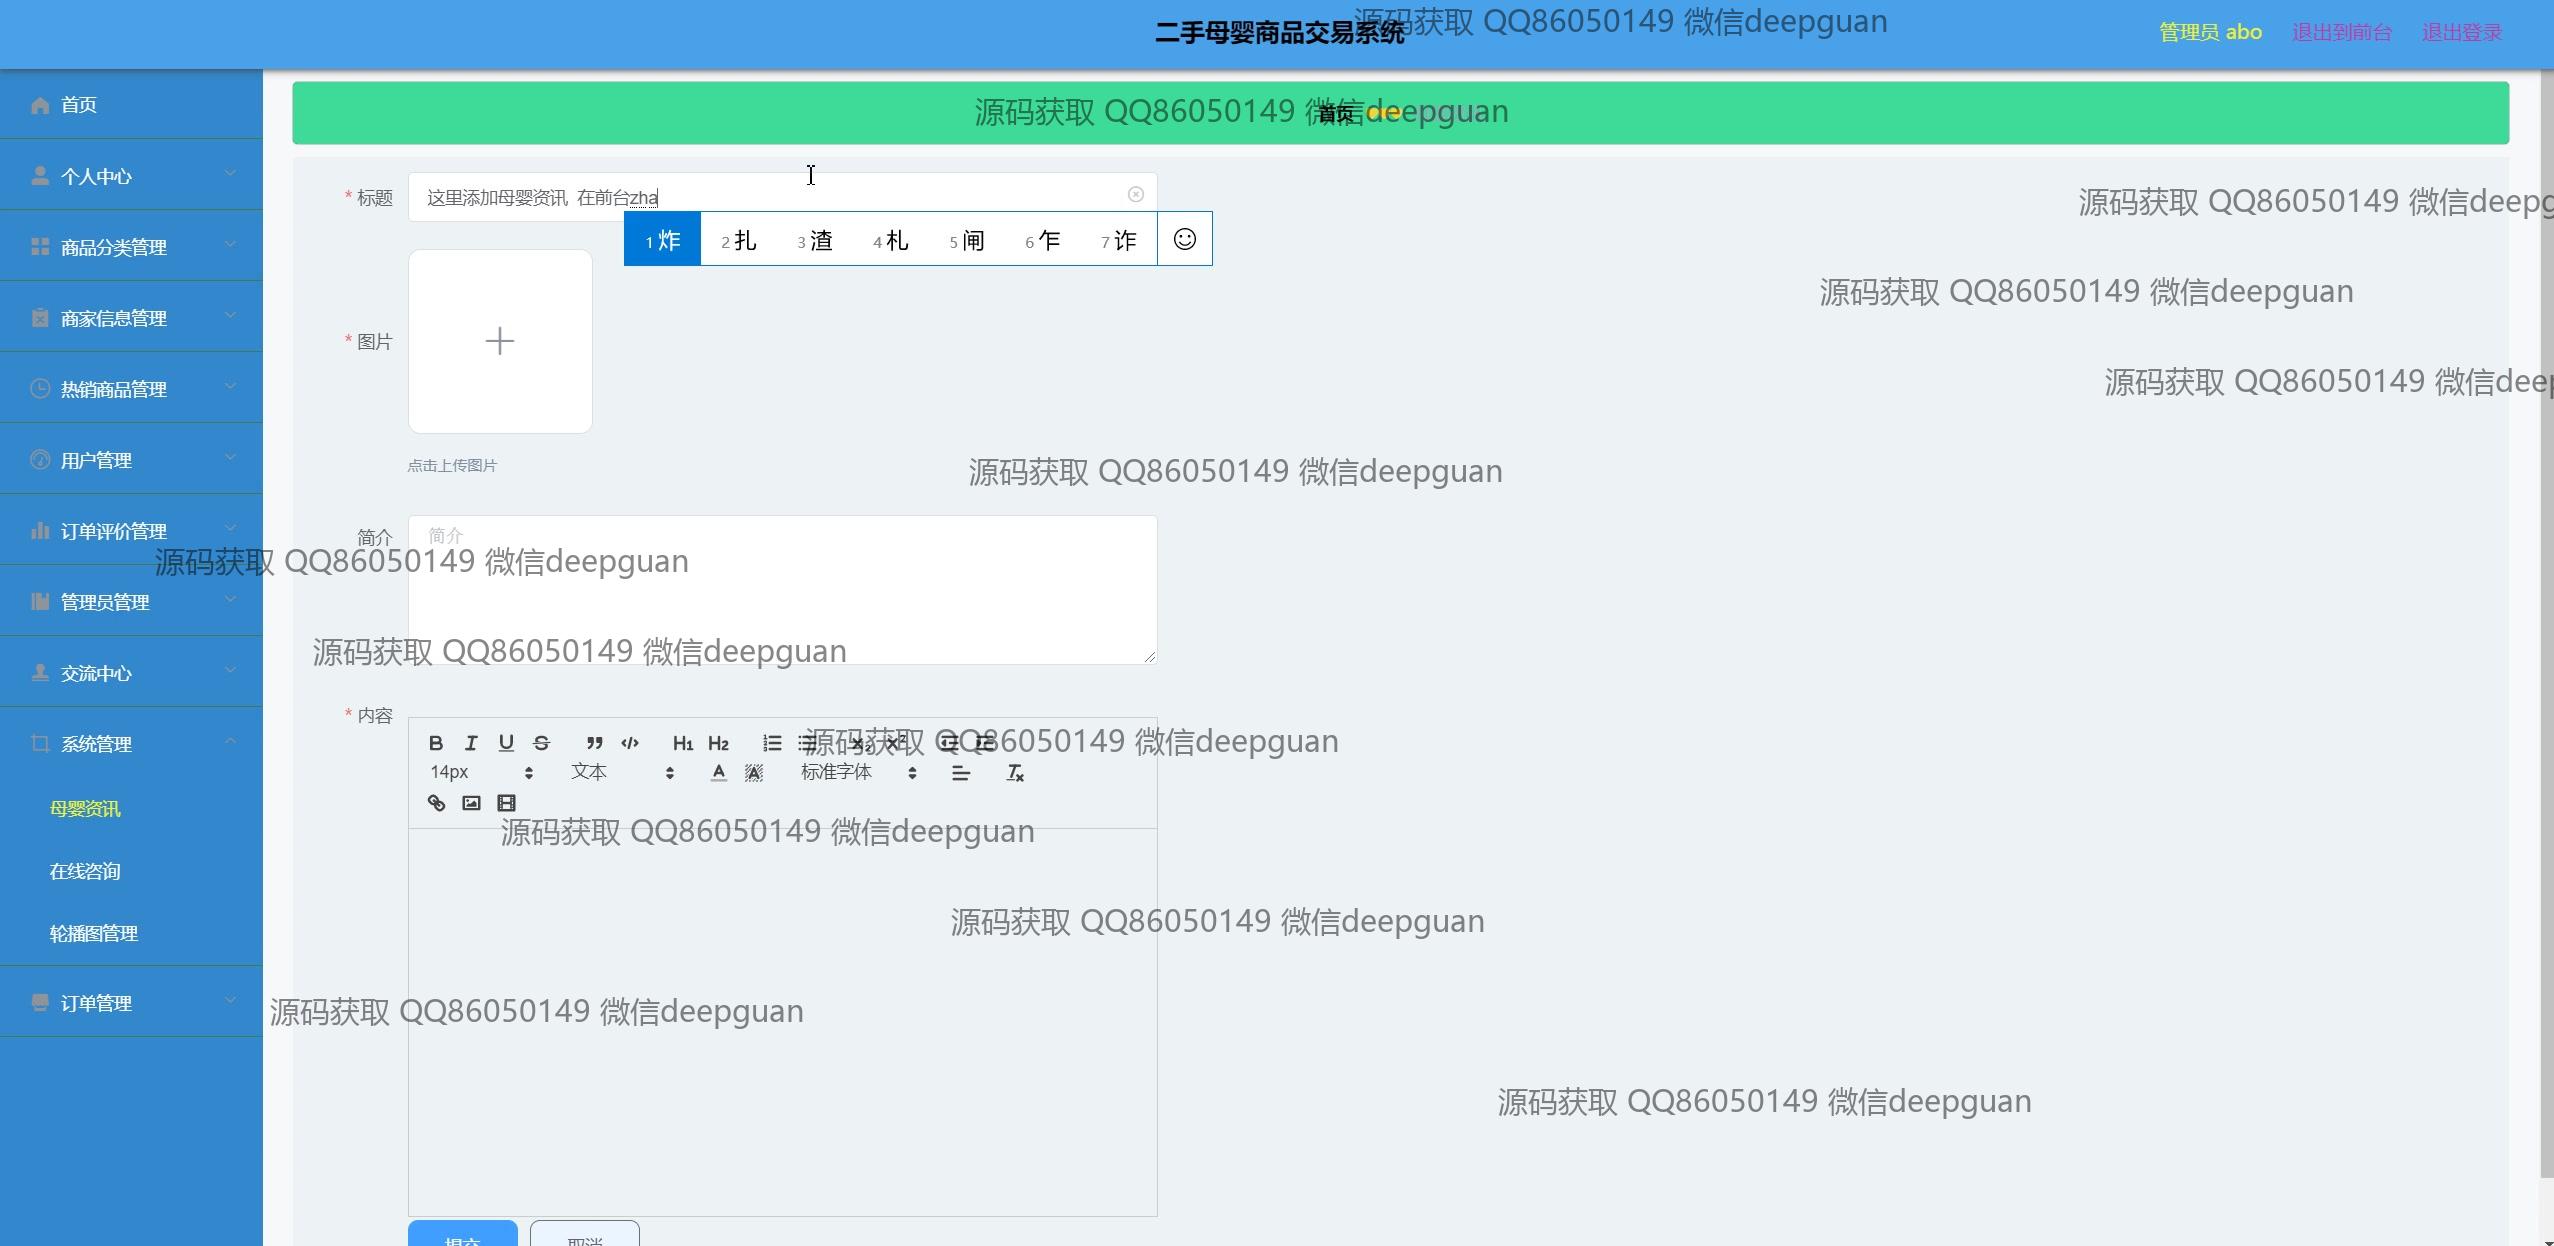 二手母婴商品交易系统
源码获取 QQ86050149 微信deepguan
管理员 abo
退出到前台
退出登录
首页
源码获取 QQ86050149 微信deepguan
首页
个人中心
商品分类管理
商家信息管理
热销商品管理
用户管理
订单评价管理
管理员管理
交流中心
系统管理
母婴资讯
在线咨询
轮播图管理
订单管理
* 标题
这里添加母婴资讯 在前台zha
1 炸 2 扎 3 渣 4 札 5 闸 6 乍 7 诈
源码获取 QQ86050149 微信deepg
源码获取 QQ86050149 微信deepguan
* 图片
源码获取 QQ86050149 微信deep
点击上传图片
源码获取 QQ86050149 微信deepguan
简介
简介
源码获取 QQ86050149 微信deepguan
源码获取 QQ86050149 微信deepguan
* 内容
B I U S H1 H2
源码获取 QQ86050149 微信deepguan
14px 文本 标准字体
源码获取 QQ86050149 微信deepguan
源码获取 QQ86050149 微信deepguan
源码获取 QQ86050149 微信deepguan
源码获取 QQ86050149 微信deepguan
提交
取消